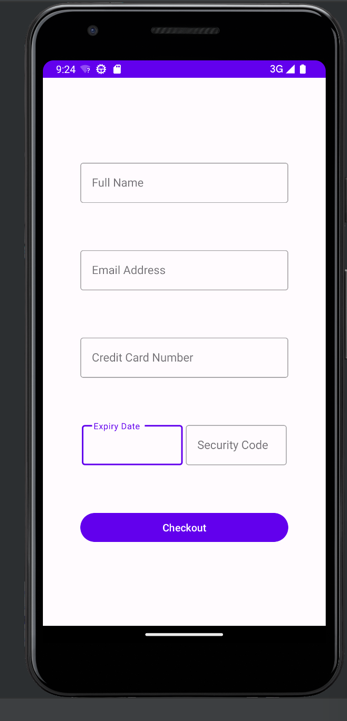 9:24 3G
Full Name
Email Address
Credit Card Number
Expiry Date
Security Code
Checkout